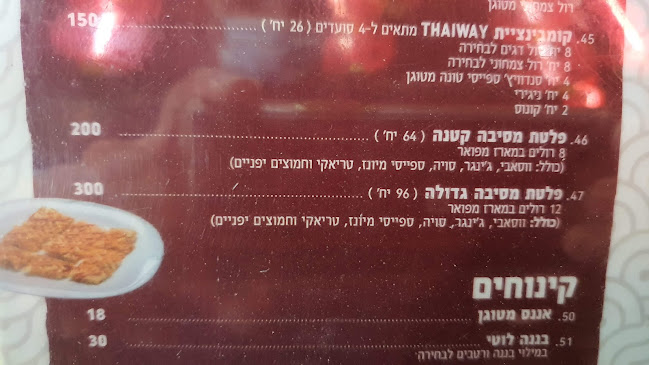 רול צמחוני מטוגן
45. קומבינציית THAIWAY מתאים ל-4 סועדים ( 26 יח' ) 150
8 יח' רול דגים לבחירה
8 יח' רול צמחוני לבחירה
4 יח' סנדוויץ' ספייסי טונה מטוגן
4 יח' ניגירי
2 יח' קונוס
46. פלטת מסיבה קטנה ( 64 יח' ) 200
8 רולים במארז מפואר
(כולל: ווסאבי, ג'ינגר, סויה, ספייסי מיונז, טריאקי וחמוצים יפניים)
47. פלטת מסיבה גדולה ( 96 יח' ) 300
12 רולים במארז מפואר
(כולל: ווסאבי, ג'ינגר, סויה, ספייסי מיונז, טריאקי וחמוצים יפניים)
קינוחים
50. אננס מטוגן 18
51. בננה לוטי 30
במילוי בננה ורטבים לבחירה